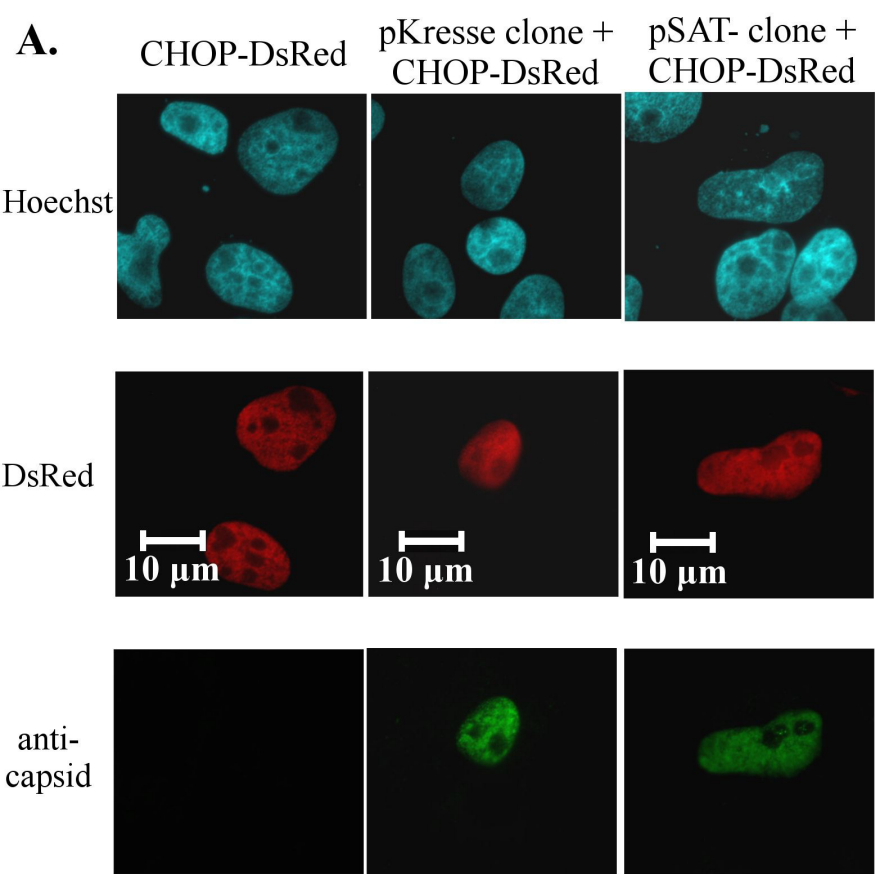 A.
CHOP-DsRed
pKresse clone +
CHOP-DsRed
pSAT- clone +
CHOP-DsRed
Hoechst
DsRed
10 µm
10 µm
10 µm
anti-
capsid